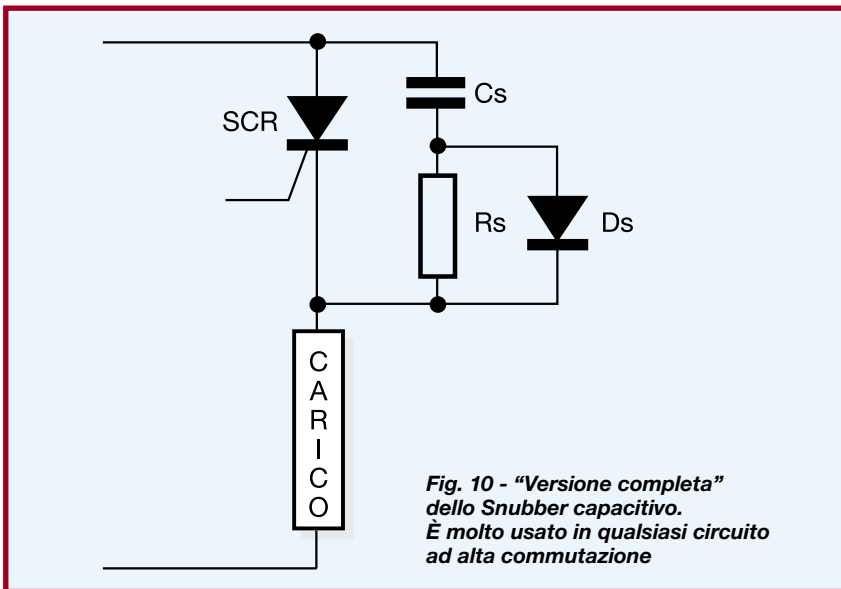 Cs
SCR
Rs
Ds
CARICO
Fig. 10 - “Versione completa”
dello Snubber capacitivo.
È molto usato in qualsiasi circuito
ad alta commutazione